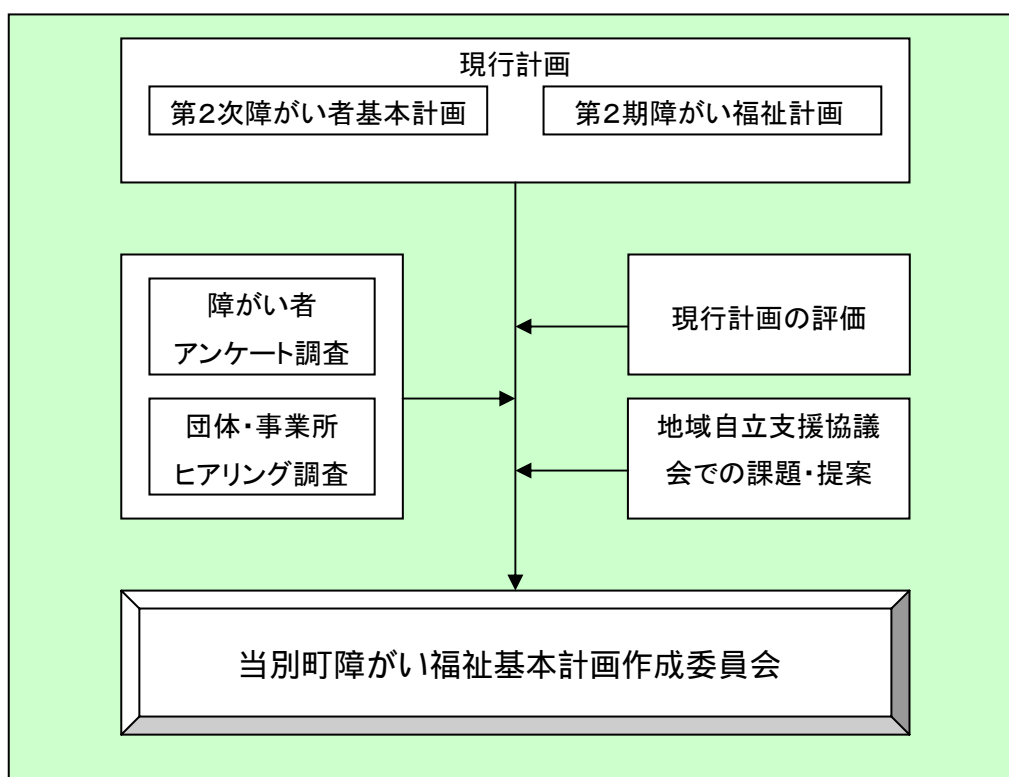 現行計画
第2次障がい者基本計画
第2期障がい福祉計画
障がい者
アンケート調査
団体・事業所
ヒアリング調査
現行計画の評価
地域自立支援協議
会での課題・提案
当別町障がい福祉基本計画作成委員会